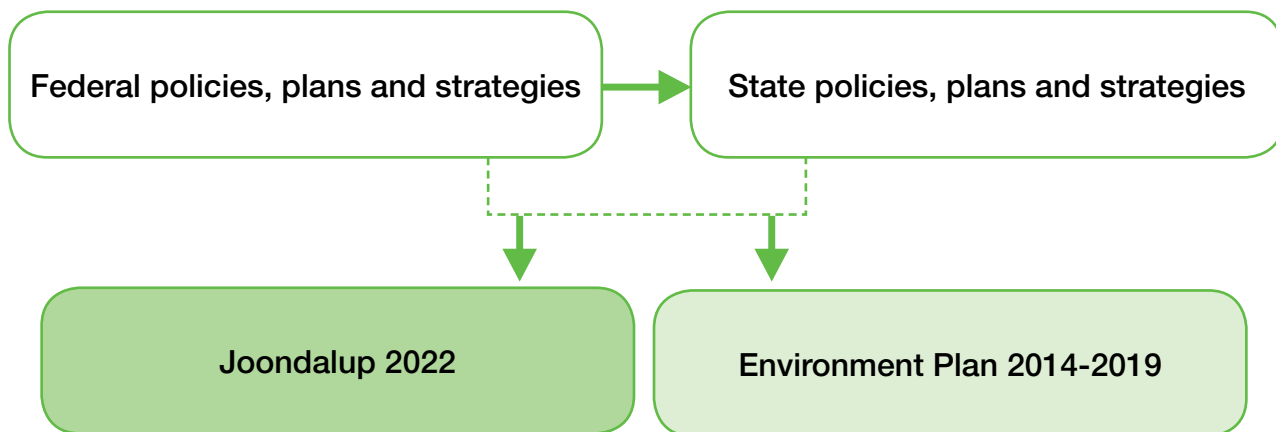 Federal policies, plans and strategies
State policies, plans and strategies
Joondalup 2022
Environment Plan 2014-2019